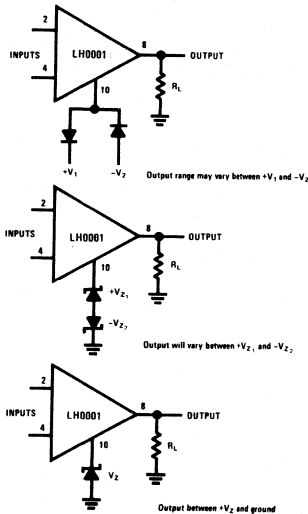 2
8
INPUTS
LH0001
OUTPUT
4
10
RL
+V1
-V2
Output range may vary between +V1 and -V2
2
8
INPUTS
LH0001
OUTPUT
4
10
RL
+VZ1
-VZ2
Output will vary between +VZ1 and -VZ2
2
8
INPUTS
LH0001
OUTPUT
4
10
RL
VZ
Output between +VZ and ground